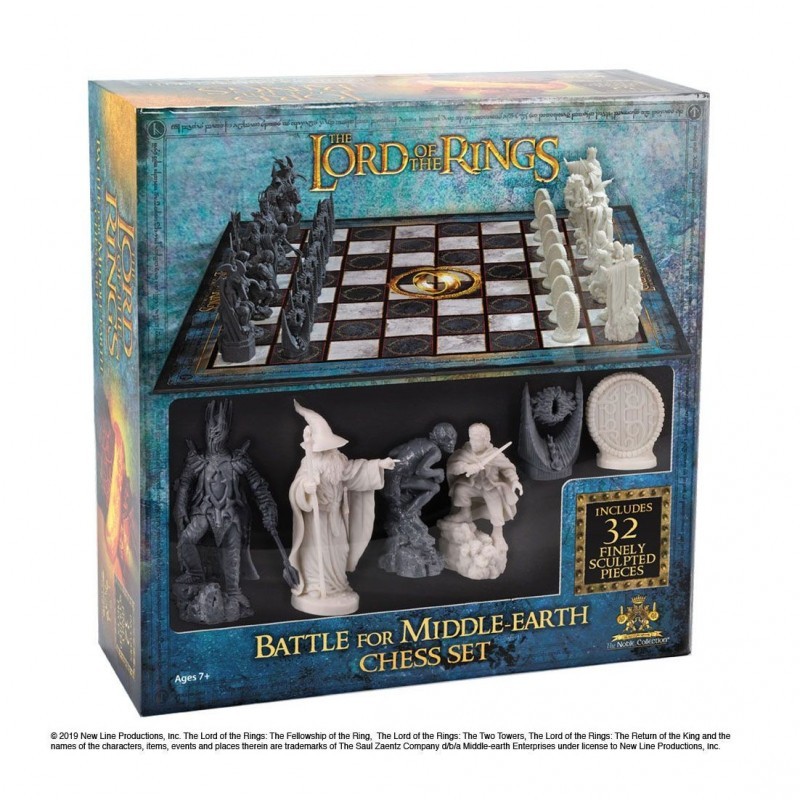 THE
LORD OF THE RINGS
LORD OF THE RINGS
BATTLE FOR MIDDLE-EARTH
INCLUDES
32
FINELY
SCULPTED
PIECES
BATTLE FOR MIDDLE-EARTH
CHESS SET
The Noble Collection
Ages 7+
© 2019 New Line Productions, Inc. The Lord of the Rings: The Fellowship of the Ring, The Lord of the Rings: The Two Towers, The Lord of the Rings: The Return of the King and the
names of the characters, items, events and places therein are trademarks of The Saul Zaentz Company d/b/a Middle-earth Enterprises under license to New Line Productions, Inc.